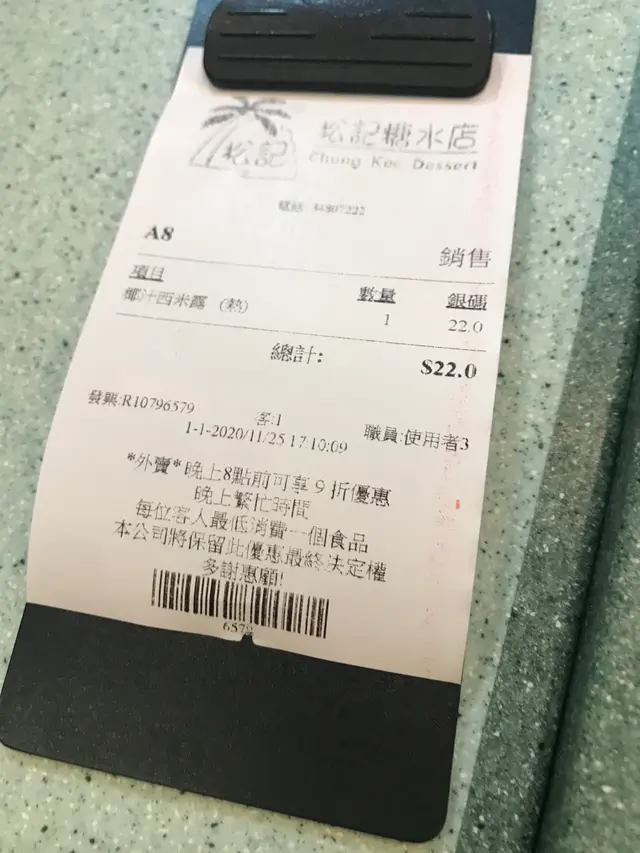 松記
松記糖水店
Chung Kee Dessert
電話
A8
銷售
項目 數量 銀碼
椰汁西米露 (熱) 1 22.0
總計: $22.0
發票:R10796579 客:1 職員:使用者3
1-1-2020/11/25 17:10:09
*外賣*晚上8點前可享9折優惠
晚上繁忙時間
每位客人最低消費一個食品
本公司將保留此優惠最終決定權
多謝惠顧!